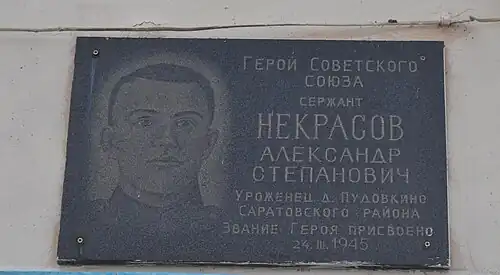 Герой Советского
Союза
сержант
Некрасов
Александр
Степанович
Уроженец д. Пудовкино
Саратовского района
Звание Героя присвоено
24.III.1945